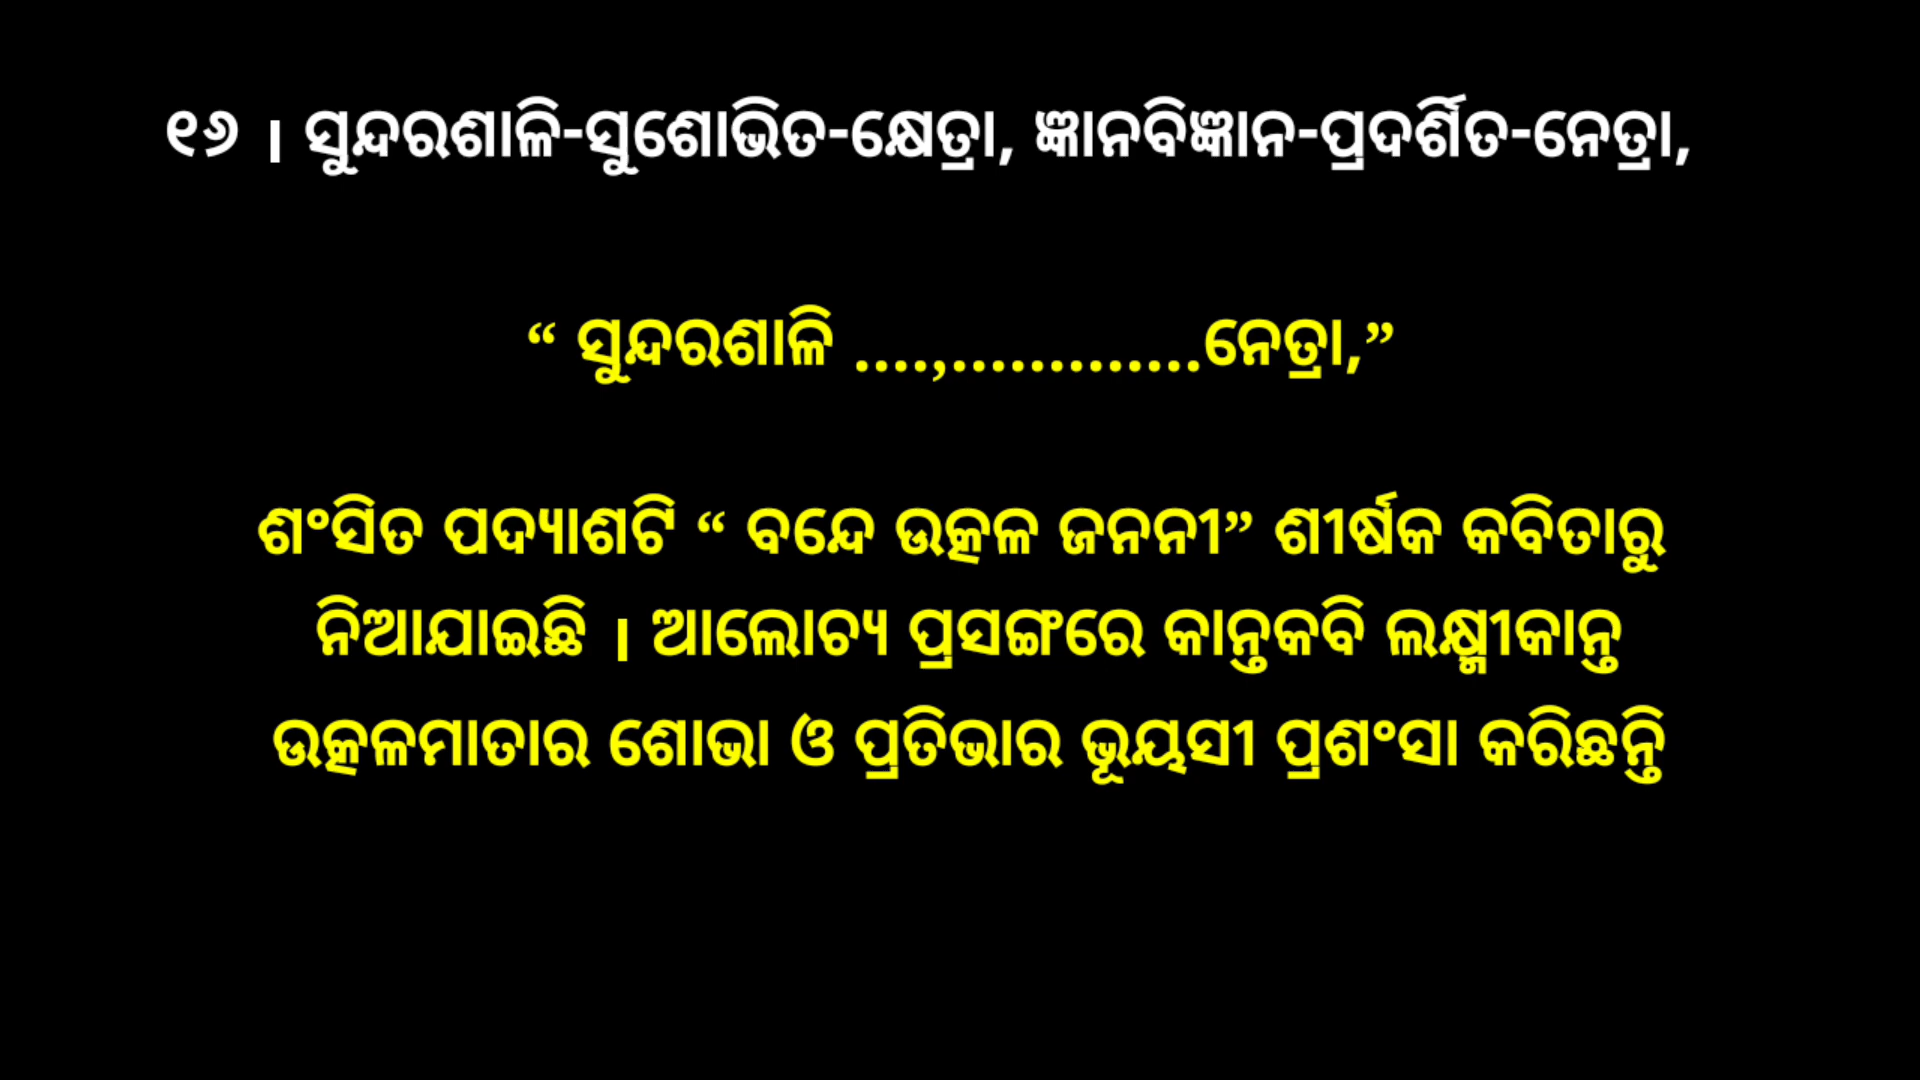 ୧୬ । ସୁନ୍ଦରଶାଳି-ସୁଶୋଭିତ-କ୍ଷେତ୍ରା, ଜ୍ଞାନବିଜ୍ଞାନ-ପ୍ରଦର୍ଶିତ-ନେତ୍ରା,
“ ସୁନ୍ଦରଶାଳି ....,.............ନେତ୍ରା,”
ଶଂସିତ ପଦ୍ୟାଶଟି “ ବନ୍ଦେ ଉତ୍କଳ ଜନନୀ” ଶୀର୍ଷକ କବିତାରୁ
ନିଆଯାଇଛି । ଆଲୋଚ୍ୟ ପ୍ରସଙ୍ଗରେ କାନ୍ତକବି ଲକ୍ଷ୍ମୀକାନ୍ତ
ଉତ୍କଳମାତାର ଶୋଭା ଓ ପ୍ରତିଭାର ଭୂୟସୀ ପ୍ରଶଂସା କରିଛନ୍ତି